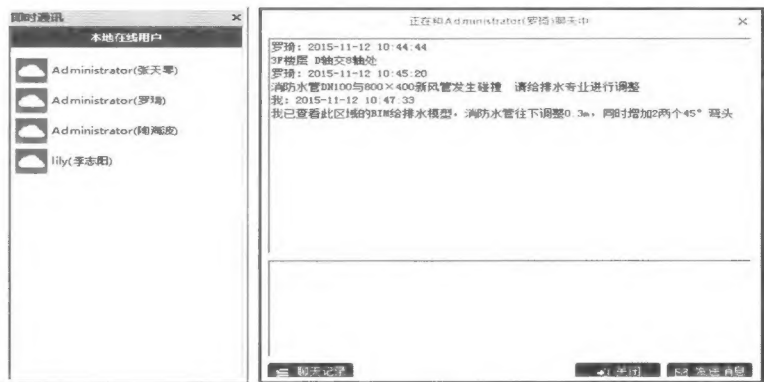 即时通讯
本地在线用户
Administrator(张天琴)
Administrator(罗琦)
Administrator(陶海波)
lily(李志阳)
正在和Administrator(罗琦)聊天中
罗琦: 2015-11-12 10:44:44
3F楼层 D轴交8轴处
罗琦: 2015-11-12 10:45:20
消防水管DN100与800×400新风管发生碰撞 请给排水专业进行调整
我: 2015-11-12 10:47:33
我已查看此区域的BIM给排水模型，消防水管往下调整0.3m，同时增加2两个45°弯头
聊天记录
关闭
发送消息